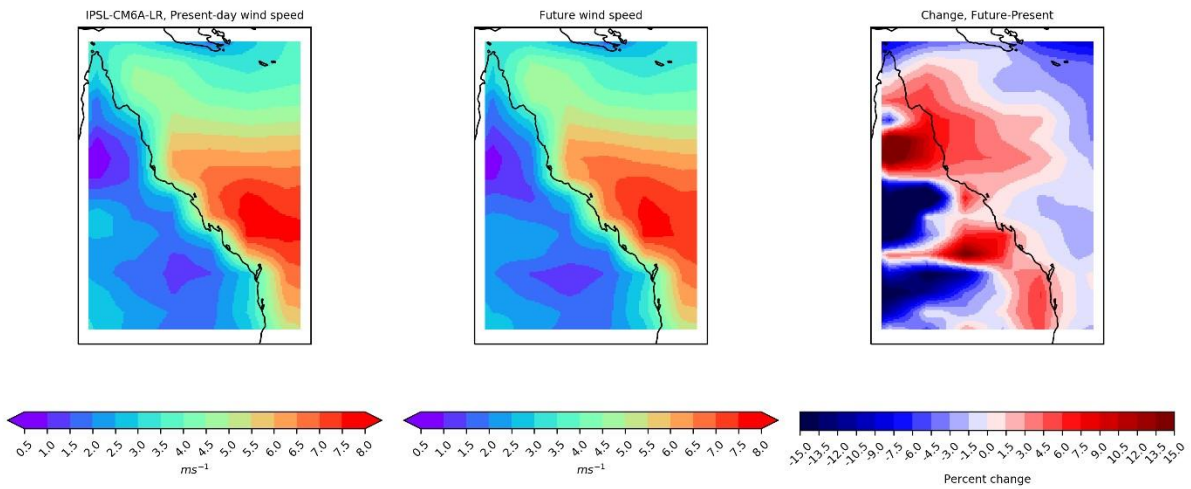 IPSL-CM6A-LR, Present-day wind speed
Future wind speed
Change, Future-Present
0.5 1.0 1.5 2.0 2.5 3.0 3.5 4.0 4.5 5.0 5.5 6.0 6.5 7.0 7.5 8.0
ms⁻¹
0.5 1.0 1.5 2.0 2.5 3.0 3.5 4.0 4.5 5.0 5.5 6.0 6.5 7.0 7.5 8.0
ms⁻¹
-15.0 -13.5 -12.0 -10.5 -9.0 -7.5 -6.0 -4.5 -3.0 -1.5 0.0 1.5 3.0 4.5 6.0 7.5 9.0 10.5 12.0 13.5 15.0
Percent change